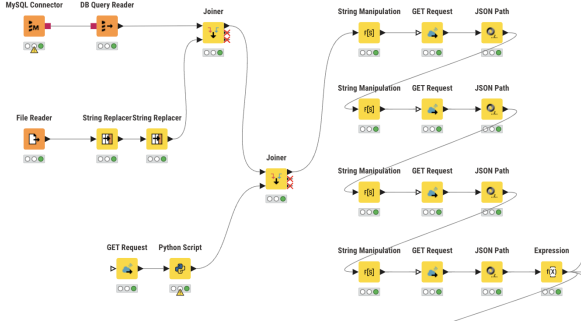 MySQL Connector
DB Query Reader
Joiner
String Manipulation
GET Request
JSON Path
r[s]
String Manipulation
GET Request
JSON Path
r[s]
File Reader
String Replacer
String Replacer
Joiner
String Manipulation
GET Request
JSON Path
r[s]
GET Request
Python Script
String Manipulation
GET Request
JSON Path
Expression
r[s]
f(x)